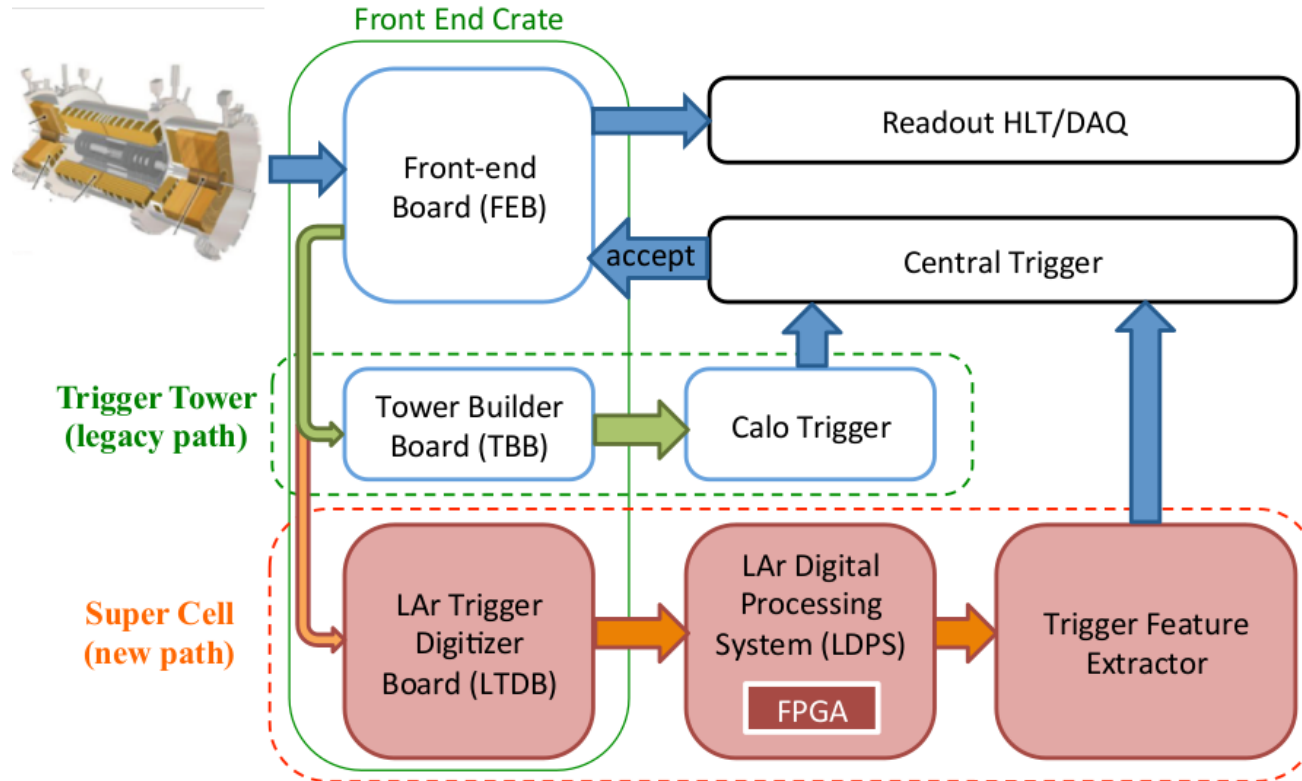 Front End Crate
Front-end
Board (FEB)
Readout HLT/DAQ
accept
Central Trigger
Trigger Tower
(legacy path)
Tower Builder
Board (TBB)
Calo Trigger
Super Cell
(new path)
LAr Trigger
Digitizer
Board (LTDB)
LAr Digital
Processing
System (LDPS)
FPGA
Trigger Feature
Extractor